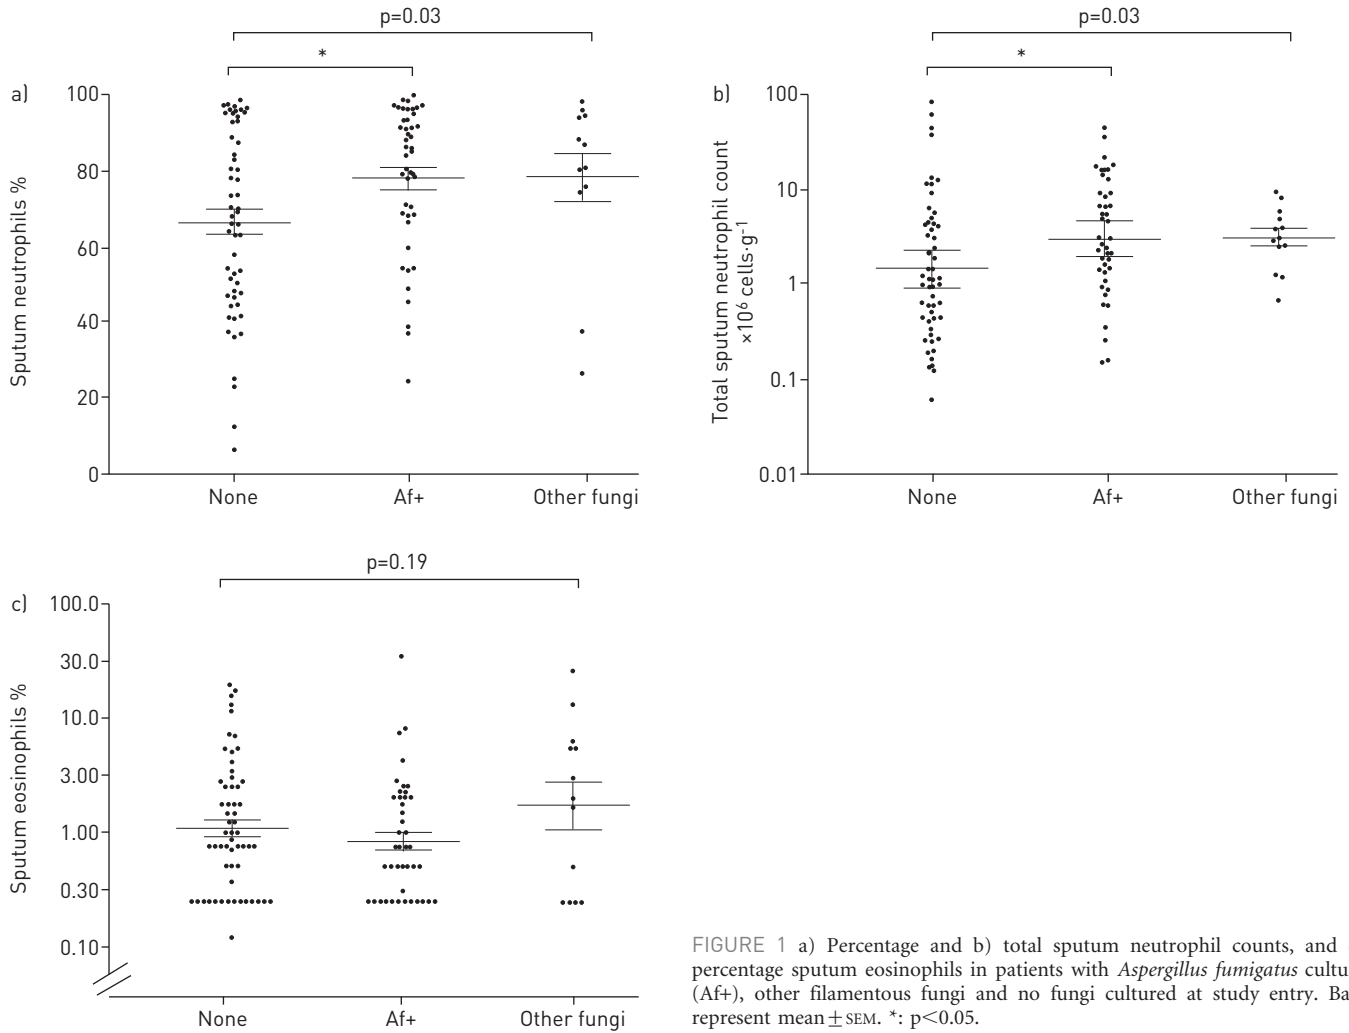 p=0.03
*
a)
100
80
60
40
20
0
Sputum neutrophils %
None Af+ Other fungi
p=0.03
*
b)
100
10
1
0.1
0.01
Total sputum neutrophil count
×10⁶ cells·g⁻¹
None Af+ Other fungi
p=0.19
c)
100.0
30.0
10.0
3.00
1.00
0.30
0.10
Sputum eosinophils %
None Af+ Other fungi
FIGURE 1 a) Percentage and b) total sputum neutrophil counts, and
percentage sputum eosinophils in patients with Aspergillus fumigatus cultu
(Af+), other filamentous fungi and no fungi cultured at study entry. Ba
represent mean±SEM. *: p<0.05.